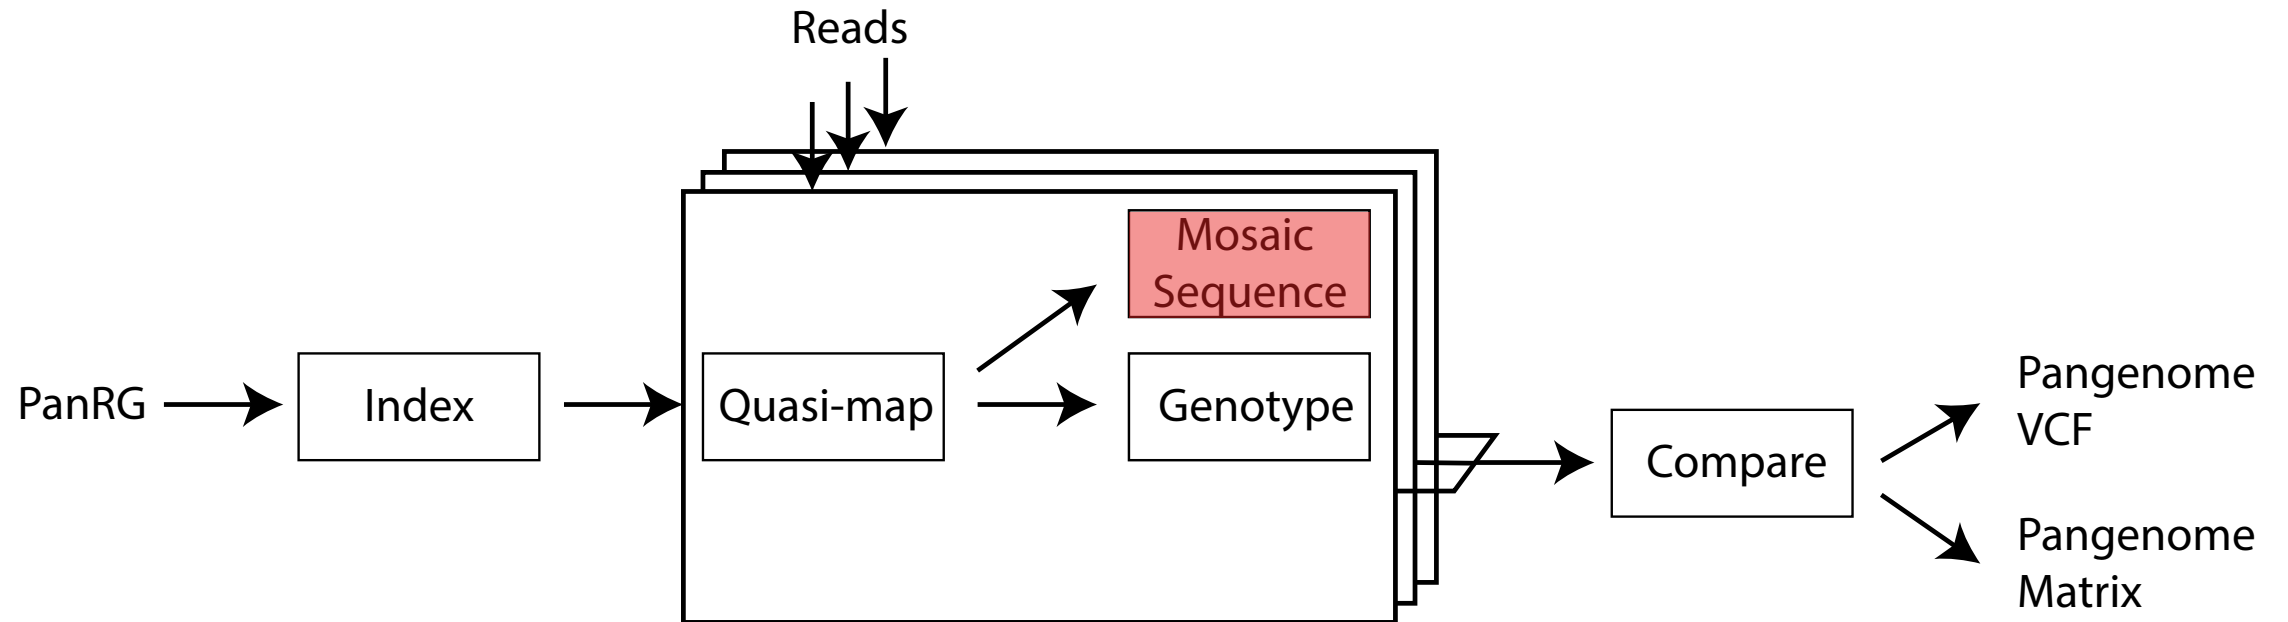 Reads
Mosaic
Sequence
PanRG
Index
Quasi-map
Genotype
Compare
Pangenome
VCF
Pangenome
Matrix